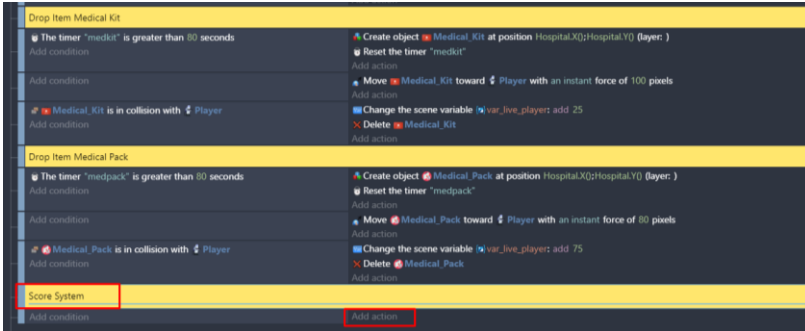 Drop Item Medical Kit
The timer "medkit" is greater than 80 seconds
Add condition
Create object Medical_Kit at position Hospital.X();Hospital.Y() (layer: )
Reset the timer "medkit"
Add action
Add condition
Move Medical_Kit toward Player with an instant force of 100 pixels
Add action
Medical_Kit is in collision with Player
Add condition
Change the scene variable var_live_player: add 25
Delete Medical_Kit
Add action
Drop Item Medical Pack
The timer "medpack" is greater than 80 seconds
Add condition
Create object Medical_Pack at position Hospital.X();Hospital.Y() (layer: )
Reset the timer "medpack"
Add action
Add condition
Move Medical_Pack toward Player with an instant force of 80 pixels
Add action
Medical_Pack is in collision with Player
Add condition
Change the scene variable var_live_player: add 75
Delete Medical_Pack
Add action
Score System
Add condition
Add action